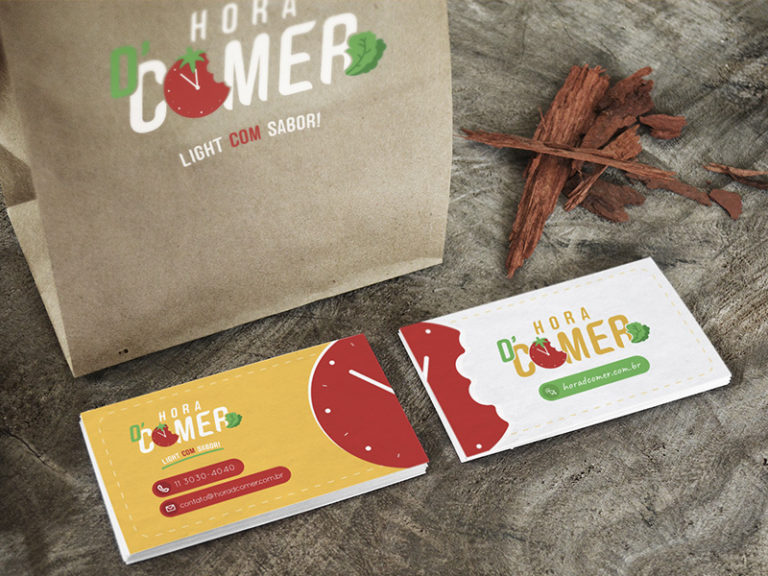 HORA
D'COMER
LIGHT COM SABOR!
HORA
D'COMER
LIGHT COM SABOR!
11 3030-4040
contato@horadcomer.com.br
HORA
D'COMER
horadcomer.com.br